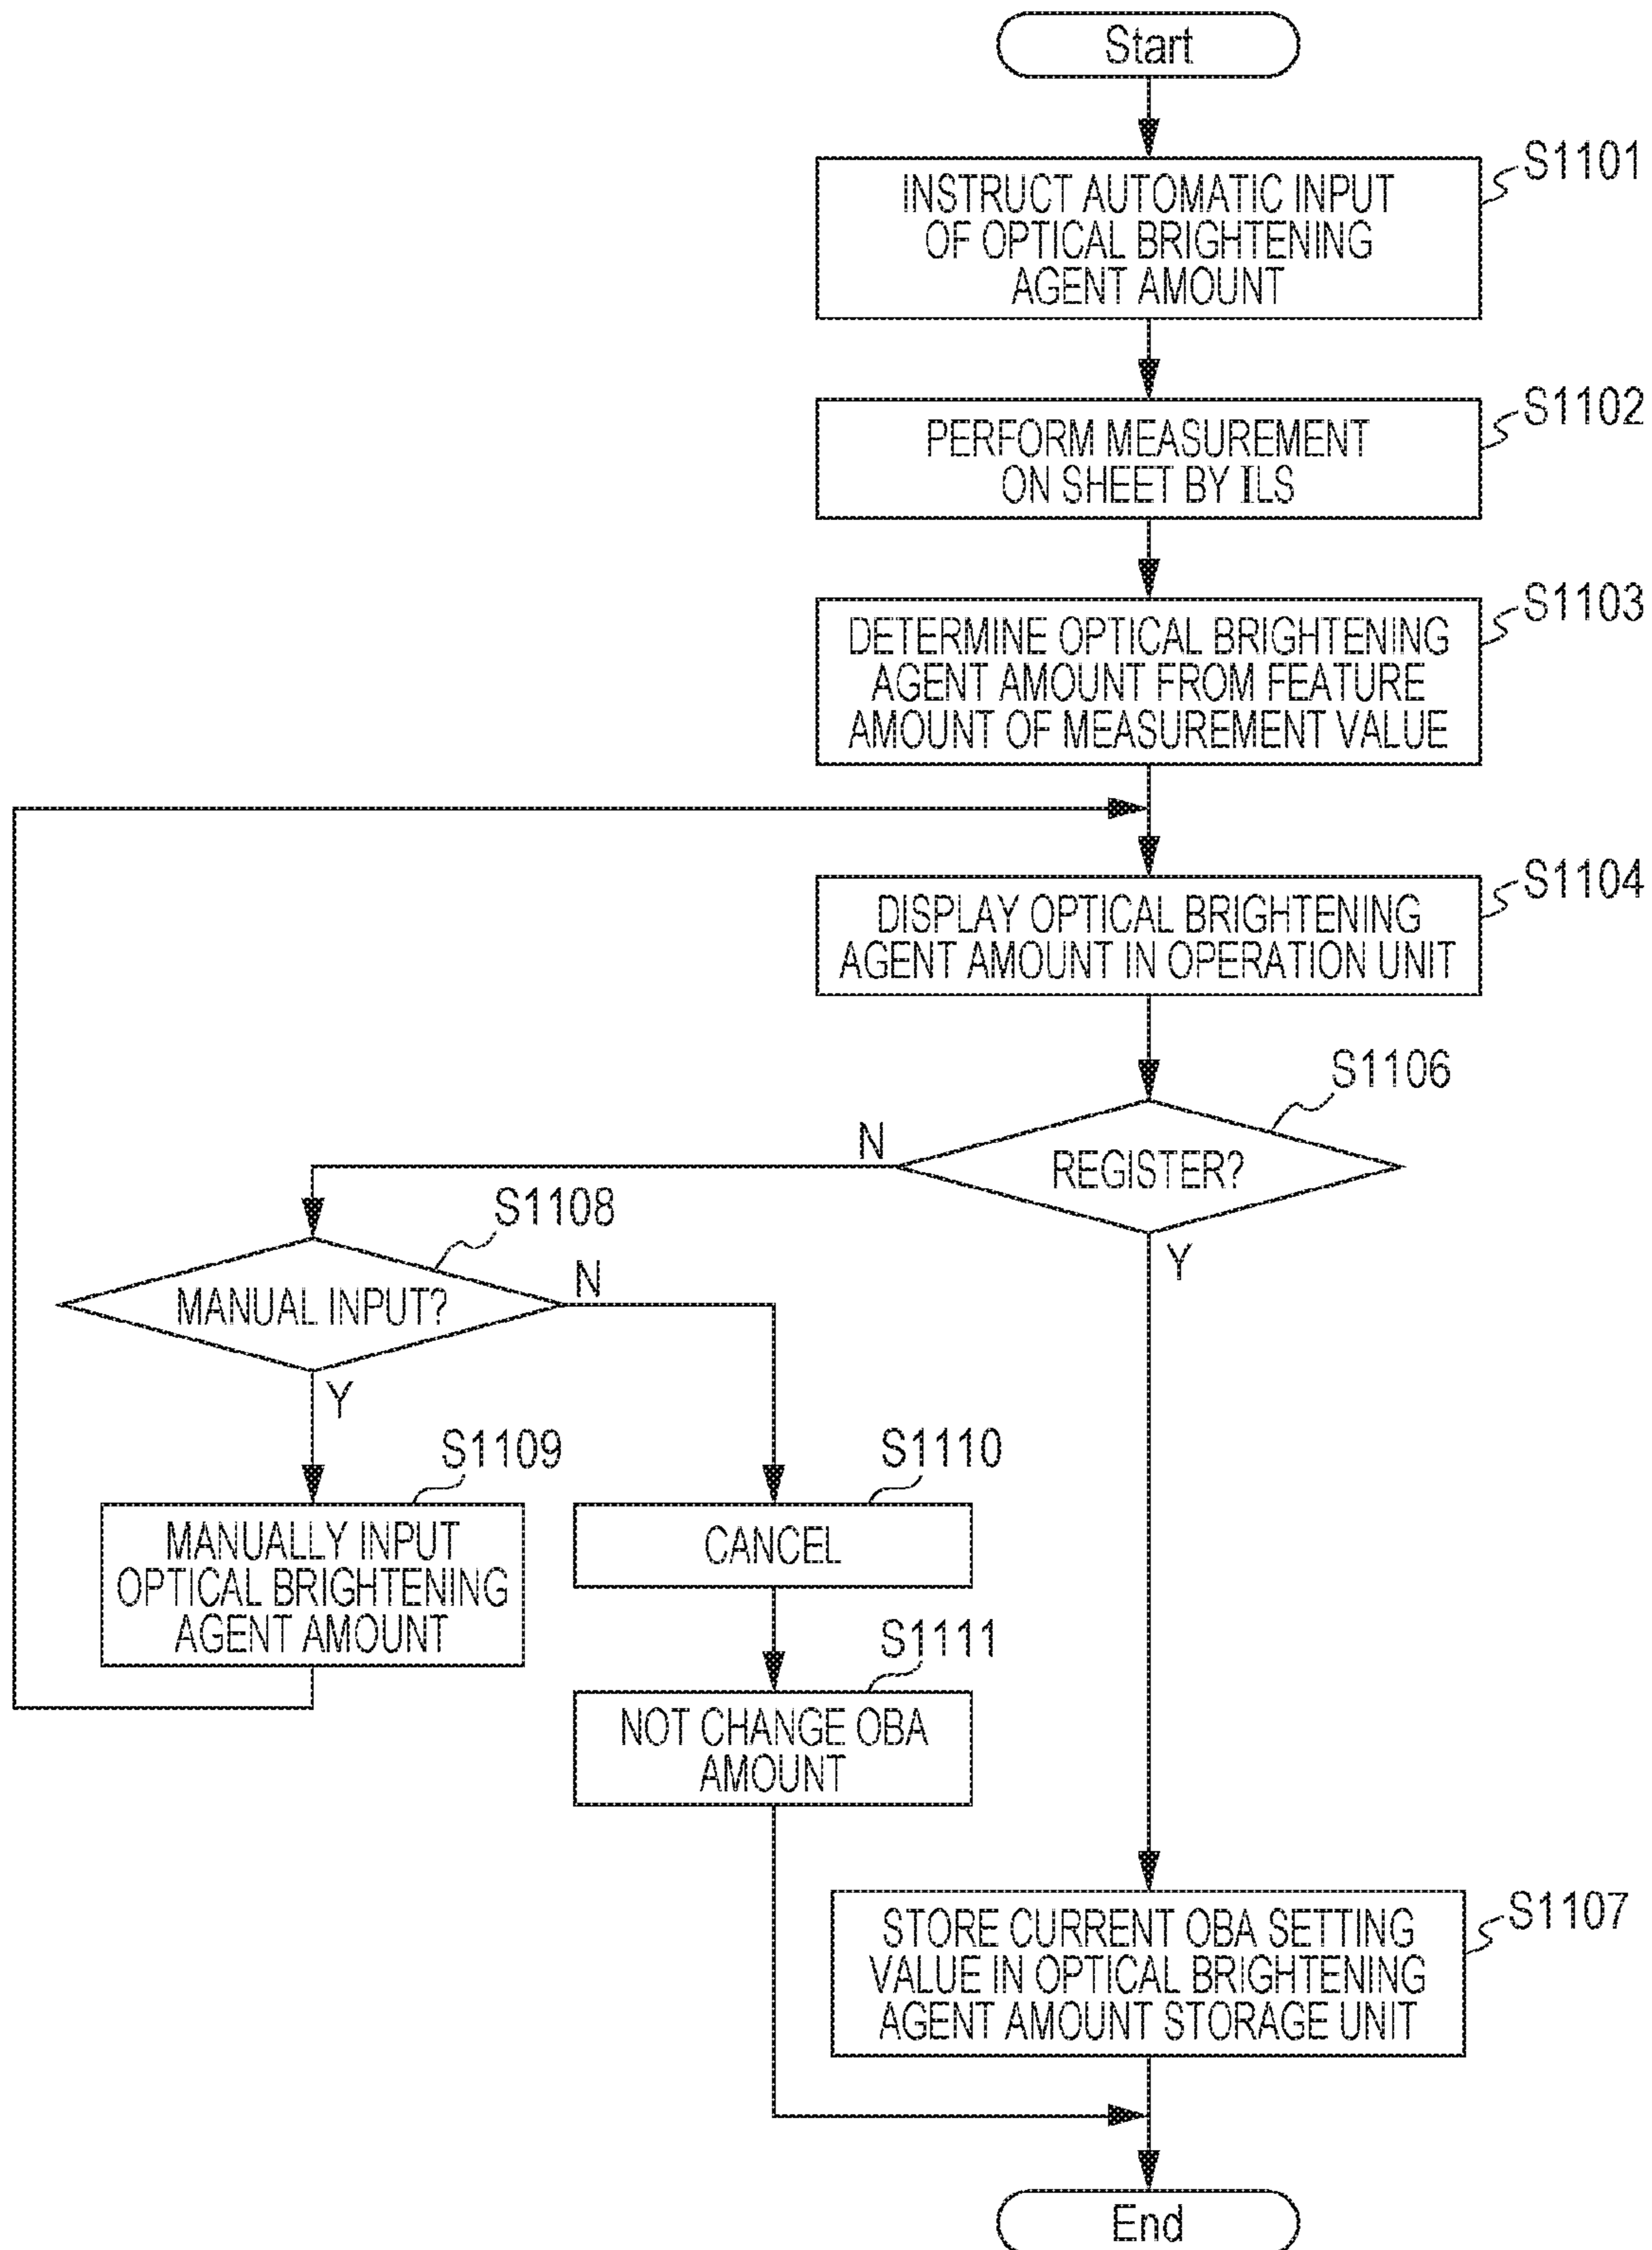 Start
S1101
INSTRUCT AUTOMATIC INPUT
OF OPTICAL BRIGHTENING
AGENT AMOUNT
S1102
PERFORM MEASUREMENT
ON SHEET BY ILS
S1103
DETERMINE OPTICAL BRIGHTENING
AGENT AMOUNT FROM FEATURE
AMOUNT OF MEASUREMENT VALUE
S1104
DISPLAY OPTICAL BRIGHTENING
AGENT AMOUNT IN OPERATION UNIT
S1106
REGISTER?
N
Y
S1108
MANUAL INPUT?
N
Y
S1109
MANUALLY INPUT
OPTICAL BRIGHTENING
AGENT AMOUNT
S1110
CANCEL
S1111
NOT CHANGE OBA
AMOUNT
S1107
STORE CURRENT OBA SETTING
VALUE IN OPTICAL BRIGHTENING
AGENT AMOUNT STORAGE UNIT
End